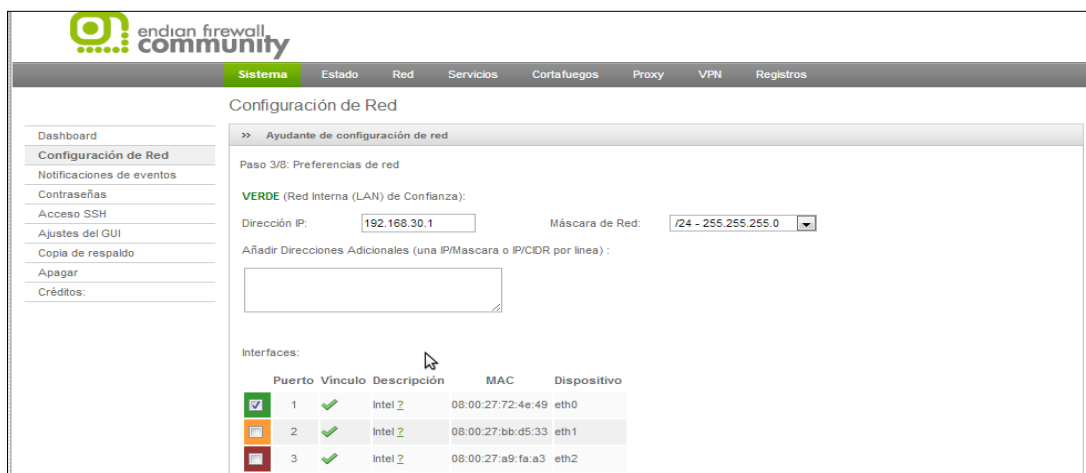 endian firewall
community
Sistema Estado Red Servicios Cortafuegos Proxy VPN Registros
Configuración de Red
Dashboard
Configuración de Red
Notificaciones de eventos
Contraseñas
Acceso SSH
Ajustes del GUI
Copia de respaldo
Apagar
Créditos:
>> Ayudante de configuración de red
Paso 3/8: Preferencias de red
VERDE (Red Interna (LAN) de Confianza):
Dirección IP: 192.168.30.1 Máscara de Red: /24 - 255.255.255.0
Añadir Direcciones Adicionales (una IP/Mascara o IP/CIDR por linea) :
Interfaces:
Puerto Vínculo Descripción MAC Dispositivo
1 Intel ? 08:00:27:72:4e:49 eth0
2 Intel ? 08:00:27:bb:d5:33 eth1
3 Intel ? 08:00:27:a9:fa:a3 eth2